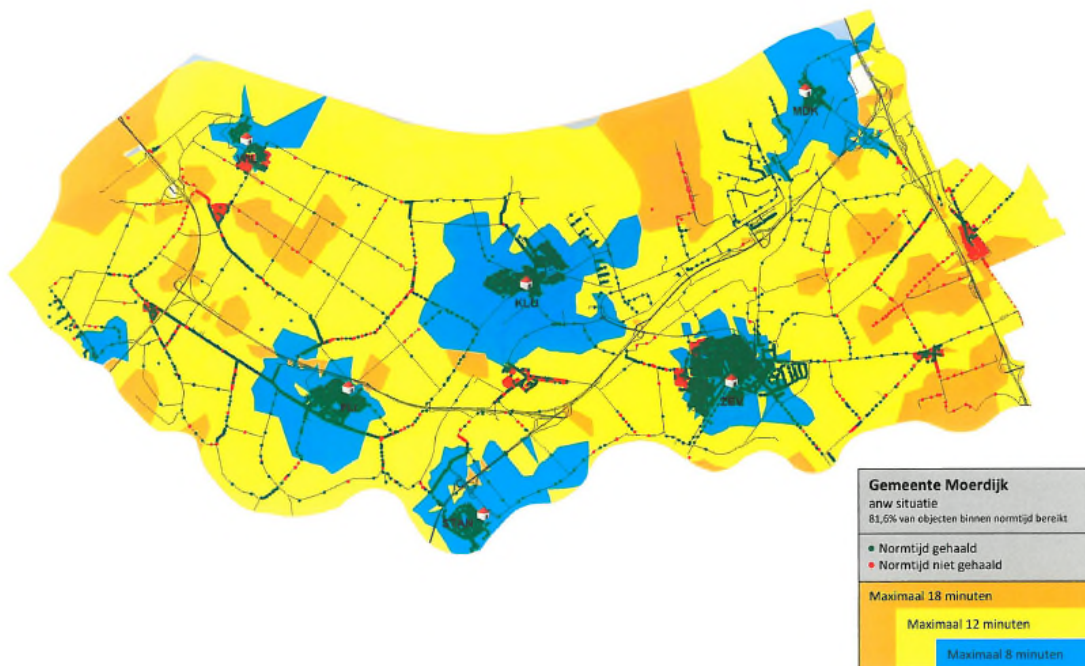 MDK
KLU
ZEV
STAN
Gemeente Moerdijk
anw situatie
81,6% van objecten binnen normtijd bereikt
• Normtijd gehaald
• Normtijd niet gehaald
Maximaal 18 minuten
Maximaal 12 minuten
Maximaal 8 minuten